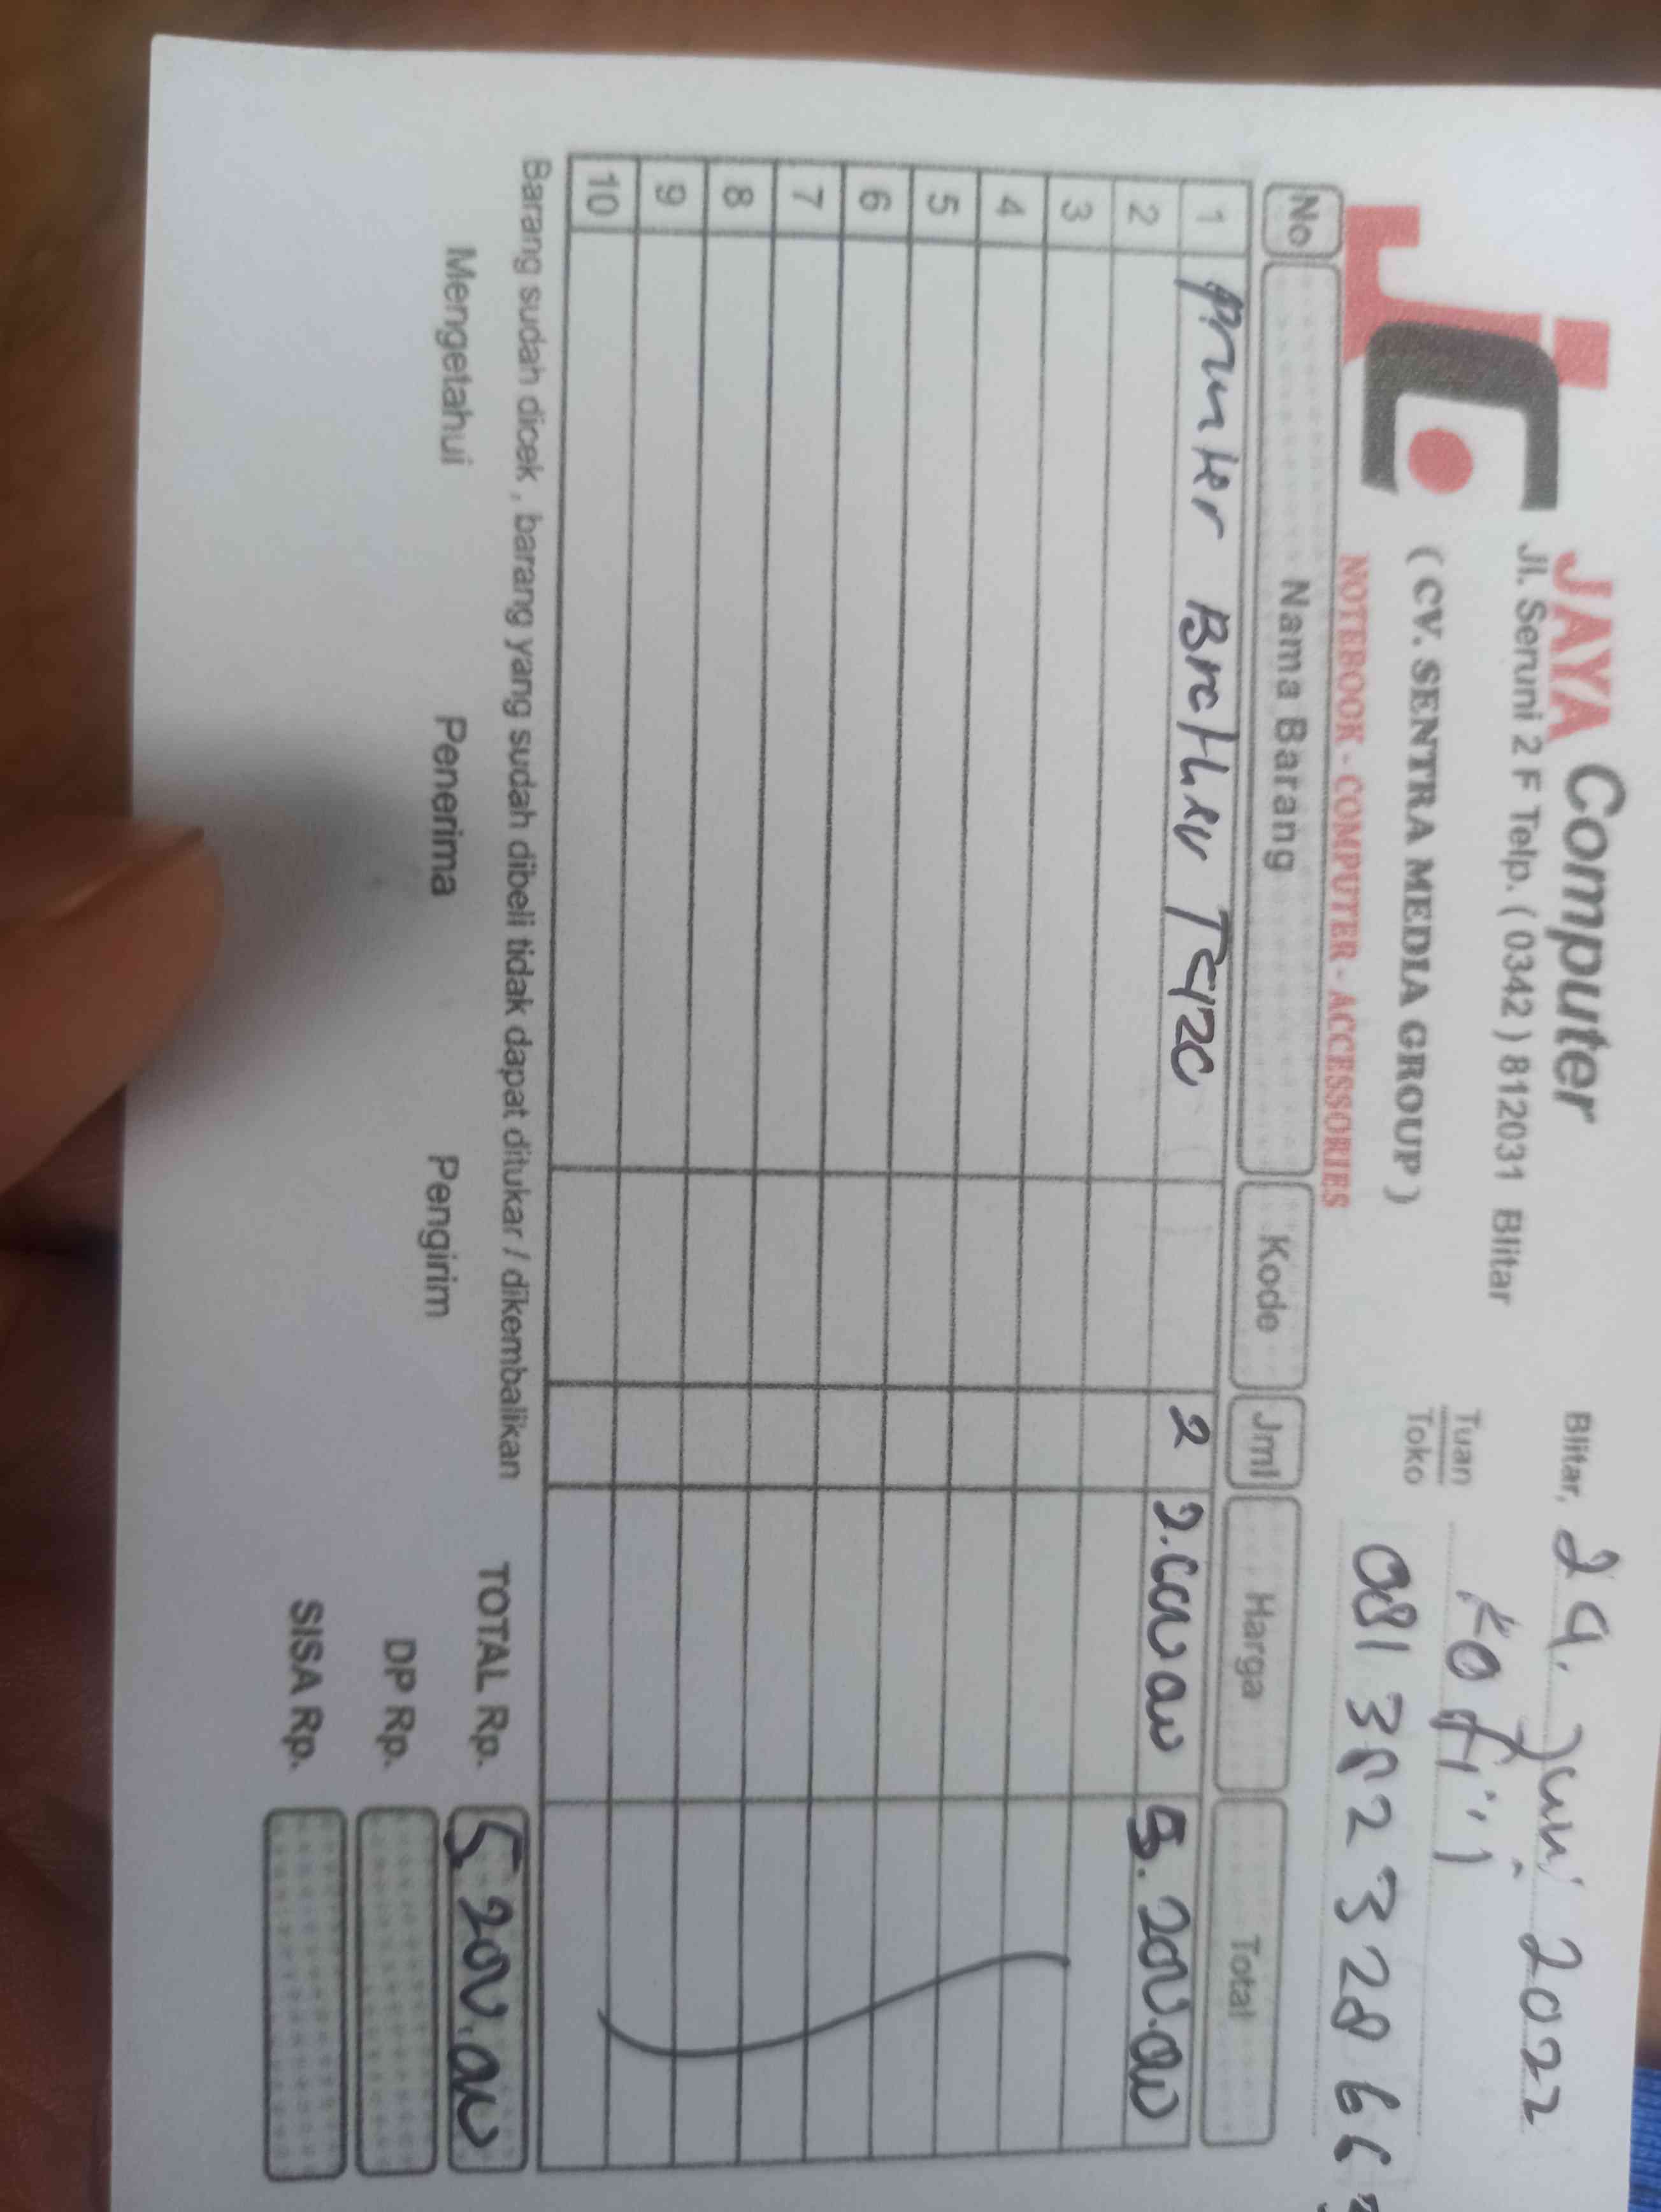 JC
JAYA Computer
Jl. Seruni 2 F Telp. ( 0342 ) 812031 Blitar
( CV. SENTRA MEDIA GROUP )
NOTEBOOK - COMPUTER - ACCESSORIES
Blitar, 29. Juni 2022
Tuan
Toko
No Nama Barang Kode Jml Harga Total
1 Printer Brother T420 2 2.600.000 5.200.000
2
3
4
5
6
7
8
9
10
Barang sudah dicek , barang yang sudah dibeli tidak dapat ditukar / dikembalikan
Mengetahui Penerima Pengirim
TOTAL Rp. 5.200.000
DP Rp.
SISA Rp.